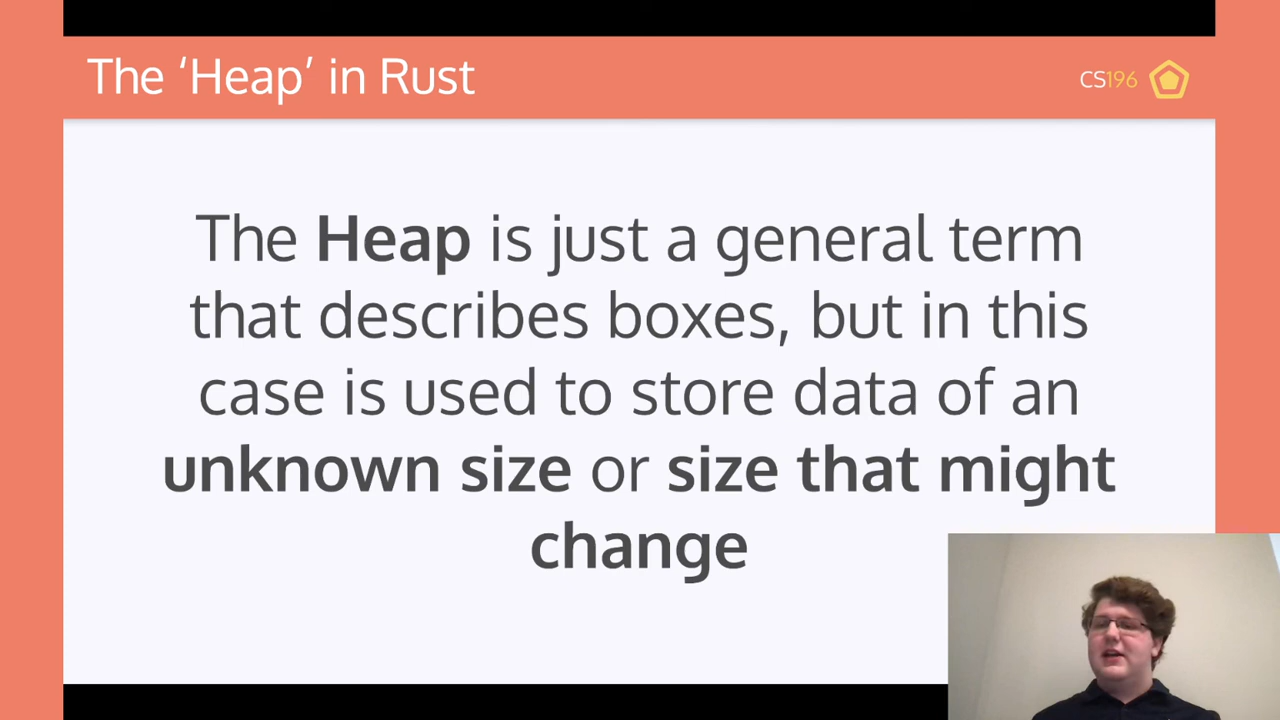 The ‘Heap’ in Rust
CS196
The Heap is just a general term
that describes boxes, but in this
case is used to store data of an
unknown size or size that might
change